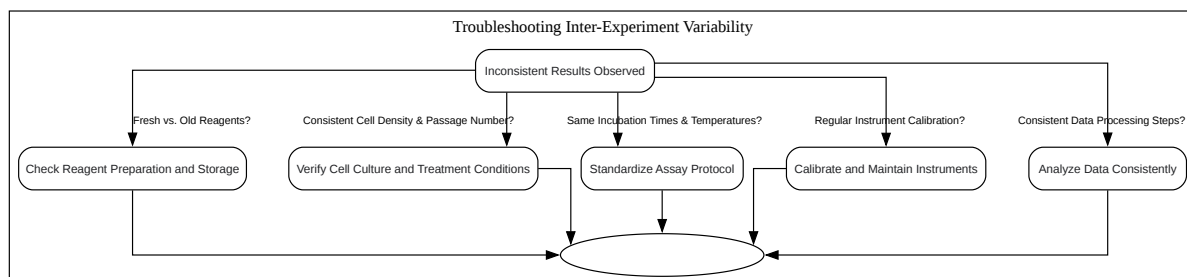 Troubleshooting Inter-Experiment Variability
Inconsistent Results Observed
Fresh vs. Old Reagents?
Consistent Cell Density & Passage Number?
Same Incubation Times & Temperatures?
Regular Instrument Calibration?
Consistent Data Processing Steps?
Check Reagent Preparation and Storage
Verify Cell Culture and Treatment Conditions
Standardize Assay Protocol
Calibrate and Maintain Instruments
Analyze Data Consistently